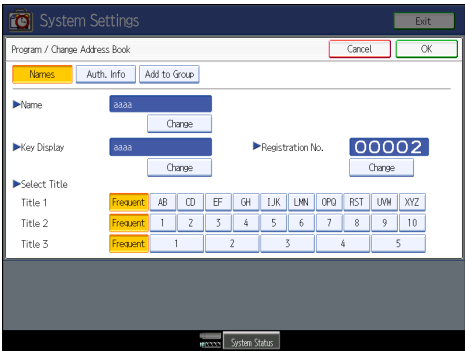 System Settings Exit
Program / Change Address Book Cancel OK
Names Auth. Info Add to Group
▶Name aaaa
Change
▶Key Display aaaa ▶Registration No. 00002
Change Change
▶Select Title
Title 1 Frequent AB CD EF GH IJK LMN OPQ RST UVW XYZ
Title 2 Frequent 1 2 3 4 5 6 7 8 9 10
Title 3 Frequent 1 2 3 4 5
System Status